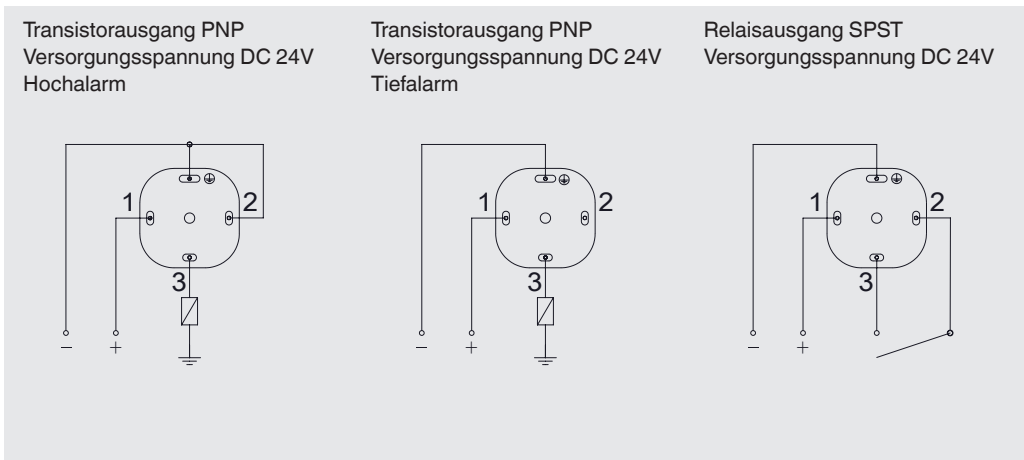 Transistorausgang PNP
Versorgungsspannung DC 24V
Hochalarm
1
2
3
– +
Transistorausgang PNP
Versorgungsspannung DC 24V
Tiefalarm
1
2
3
– +
Relaisausgang SPST
Versorgungsspannung DC 24V
1
2
3
– +